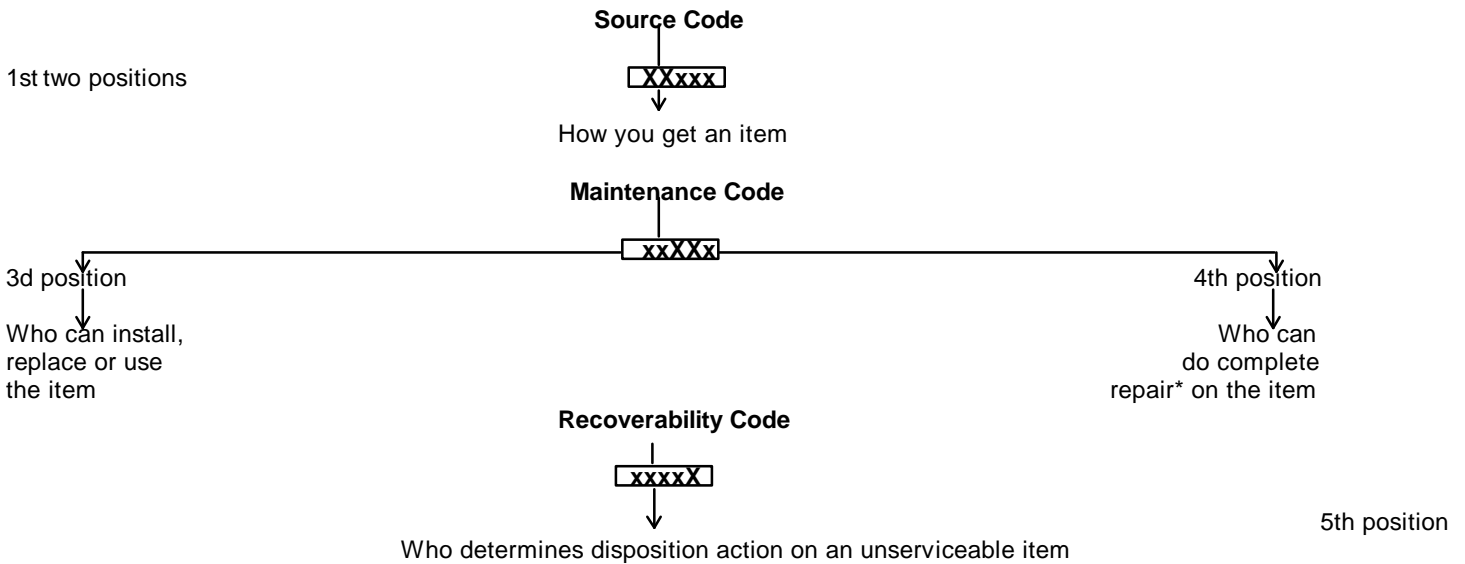 Source Code
1st two positions
XXxxx
How you get an item
Maintenance Code
xxXXx
3d position
4th position
Who can install,
replace or use
the item
Who can
do complete
repair* on the item
Recoverability Code
xxxxX
5th position
Who determines disposition action on an unserviceable item